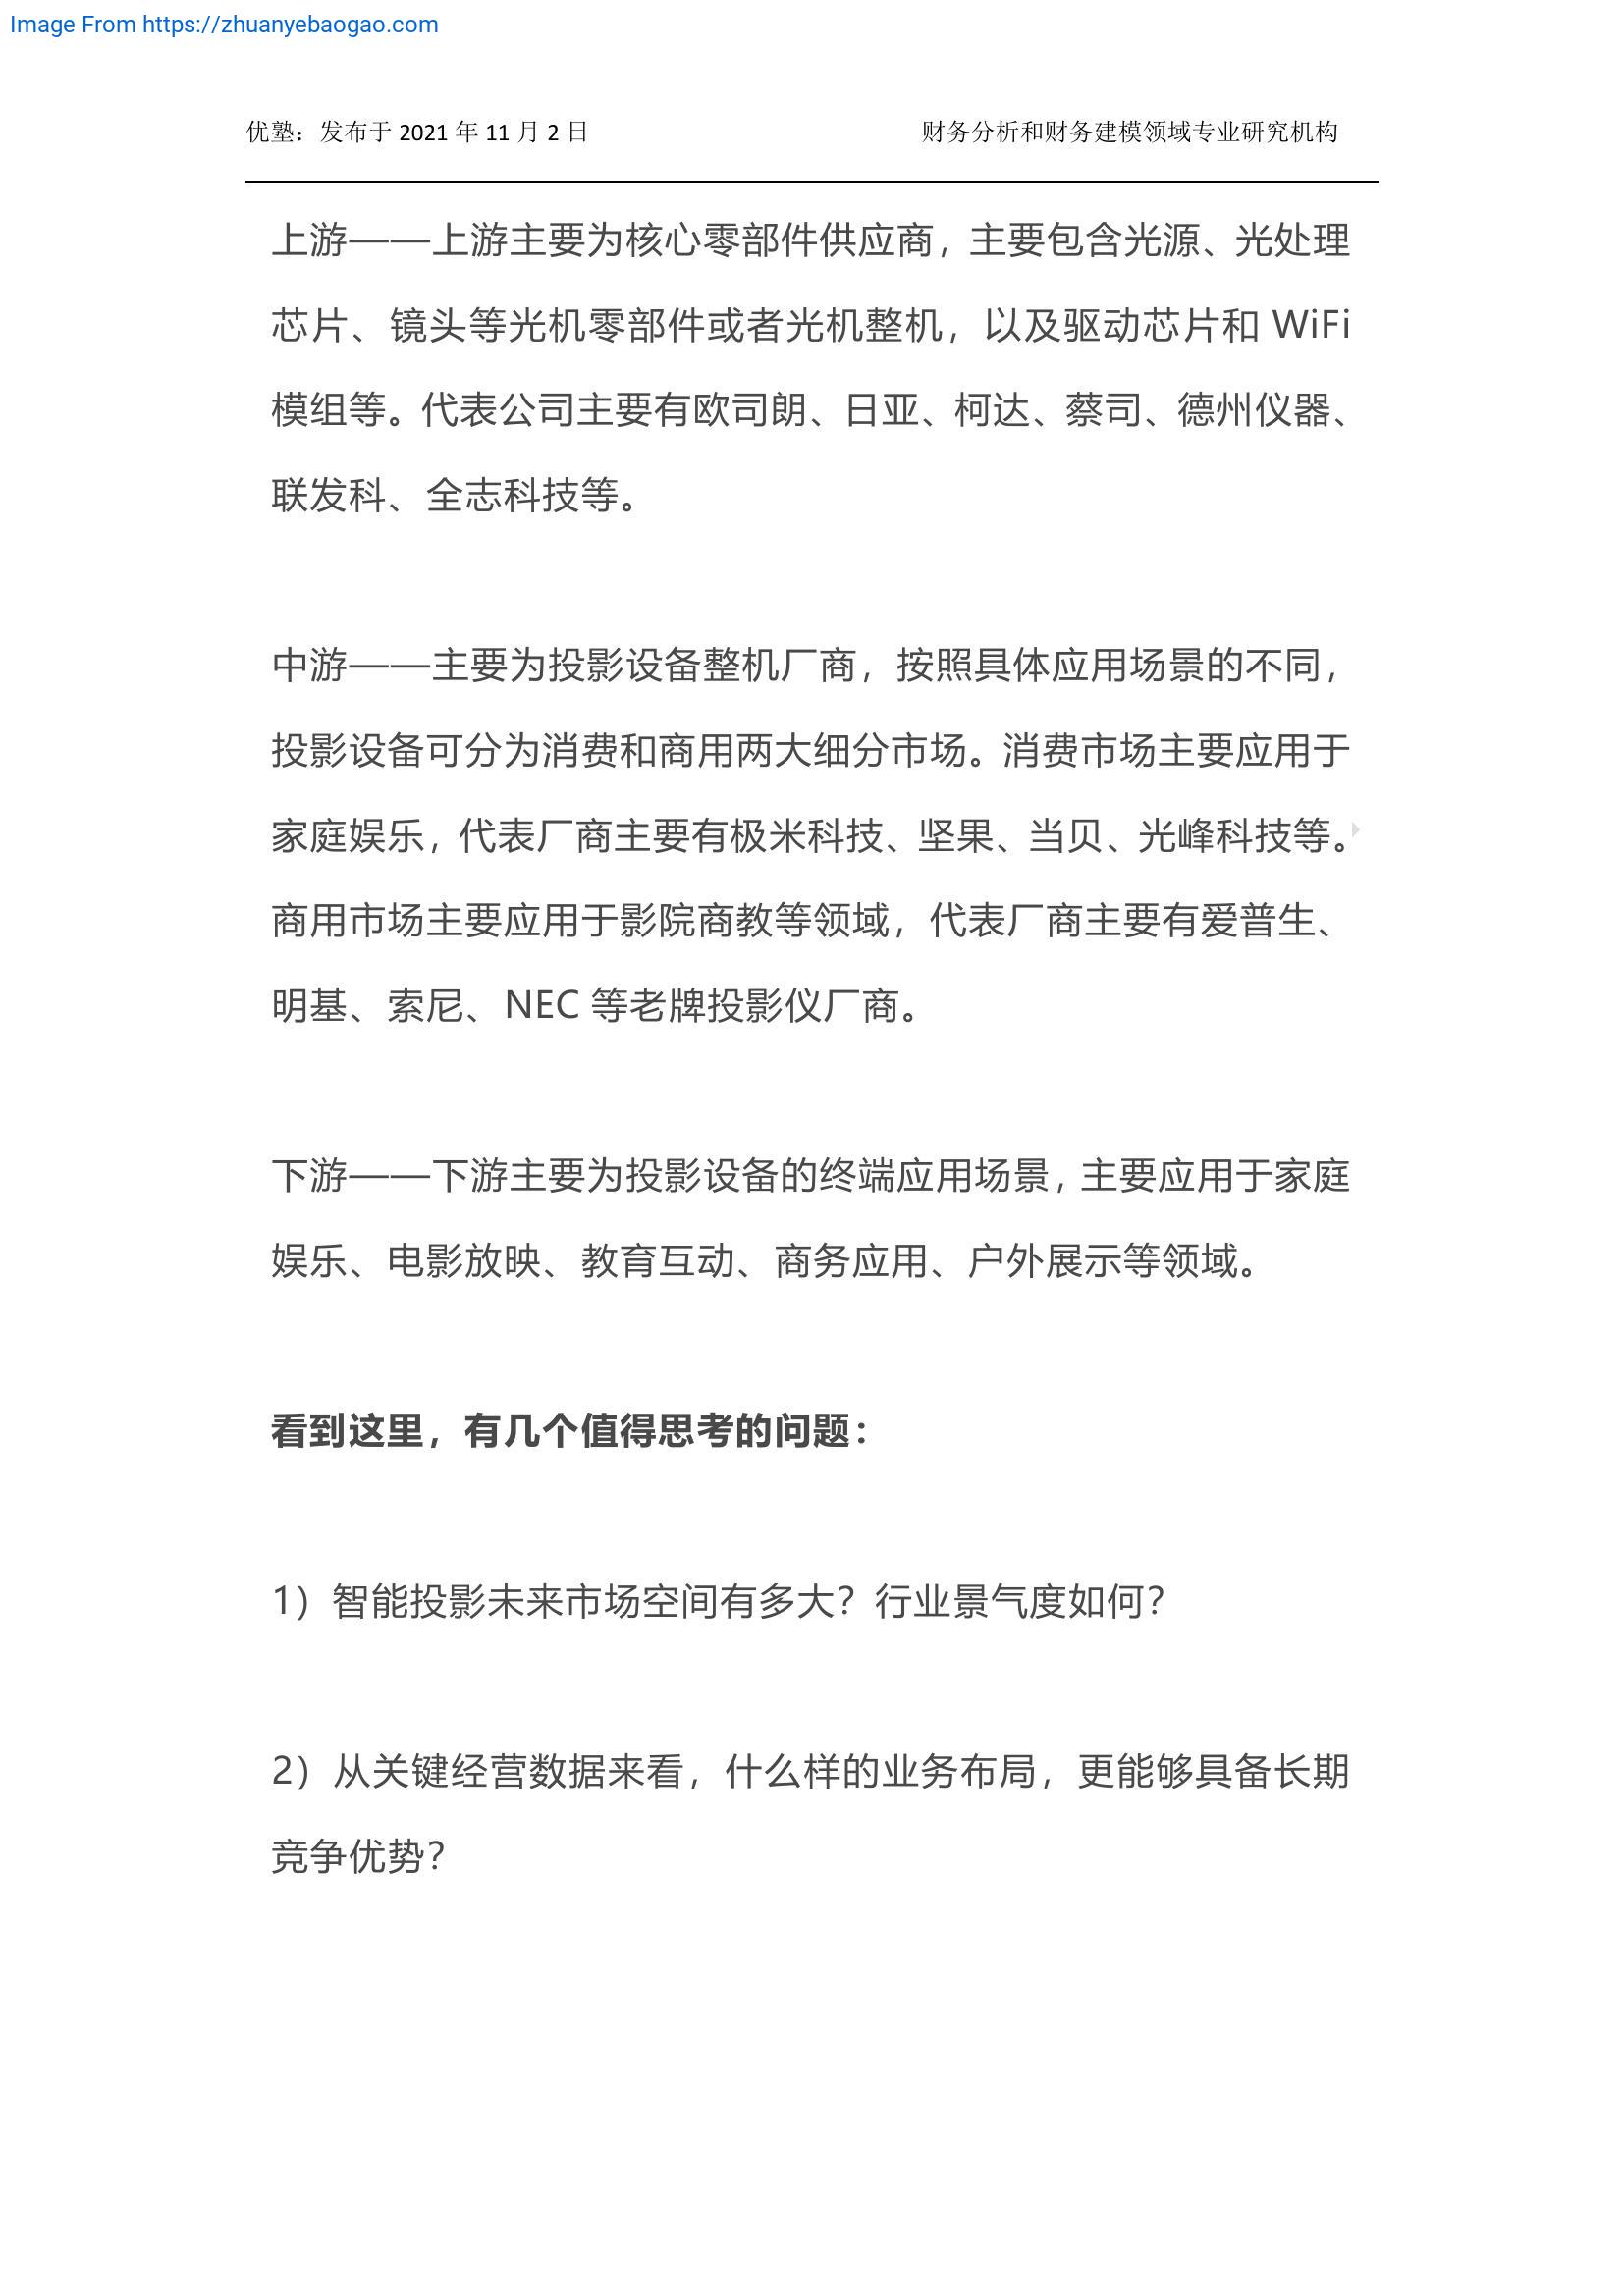 Image From https://zhuanyebaogao.com
优塾：发布于 2021 年 11 月 2 日 财务分析和财务建模领域专业研究机构
上游——上游主要为核心零部件供应商，主要包含光源、光处理
芯片、镜头等光机零部件或者光机整机，以及驱动芯片和 WiFi
模组等。代表公司主要有欧司朗、日亚、柯达、蔡司、德州仪器、
联发科、全志科技等。
中游——主要为投影设备整机厂商，按照具体应用场景的不同，
投影设备可分为消费和商用两大细分市场。消费市场主要应用于
家庭娱乐，代表厂商主要有极米科技、坚果、当贝、光峰科技等。
商用市场主要应用于影院商教等领域，代表厂商主要有爱普生、
明基、索尼、NEC 等老牌投影仪厂商。
下游——下游主要为投影设备的终端应用场景，主要应用于家庭
娱乐、电影放映、教育互动、商务应用、户外展示等领域。
看到这里，有几个值得思考的问题：
1）智能投影未来市场空间有多大？行业景气度如何？
2）从关键经营数据来看，什么样的业务布局，更能够具备长期
竞争优势？